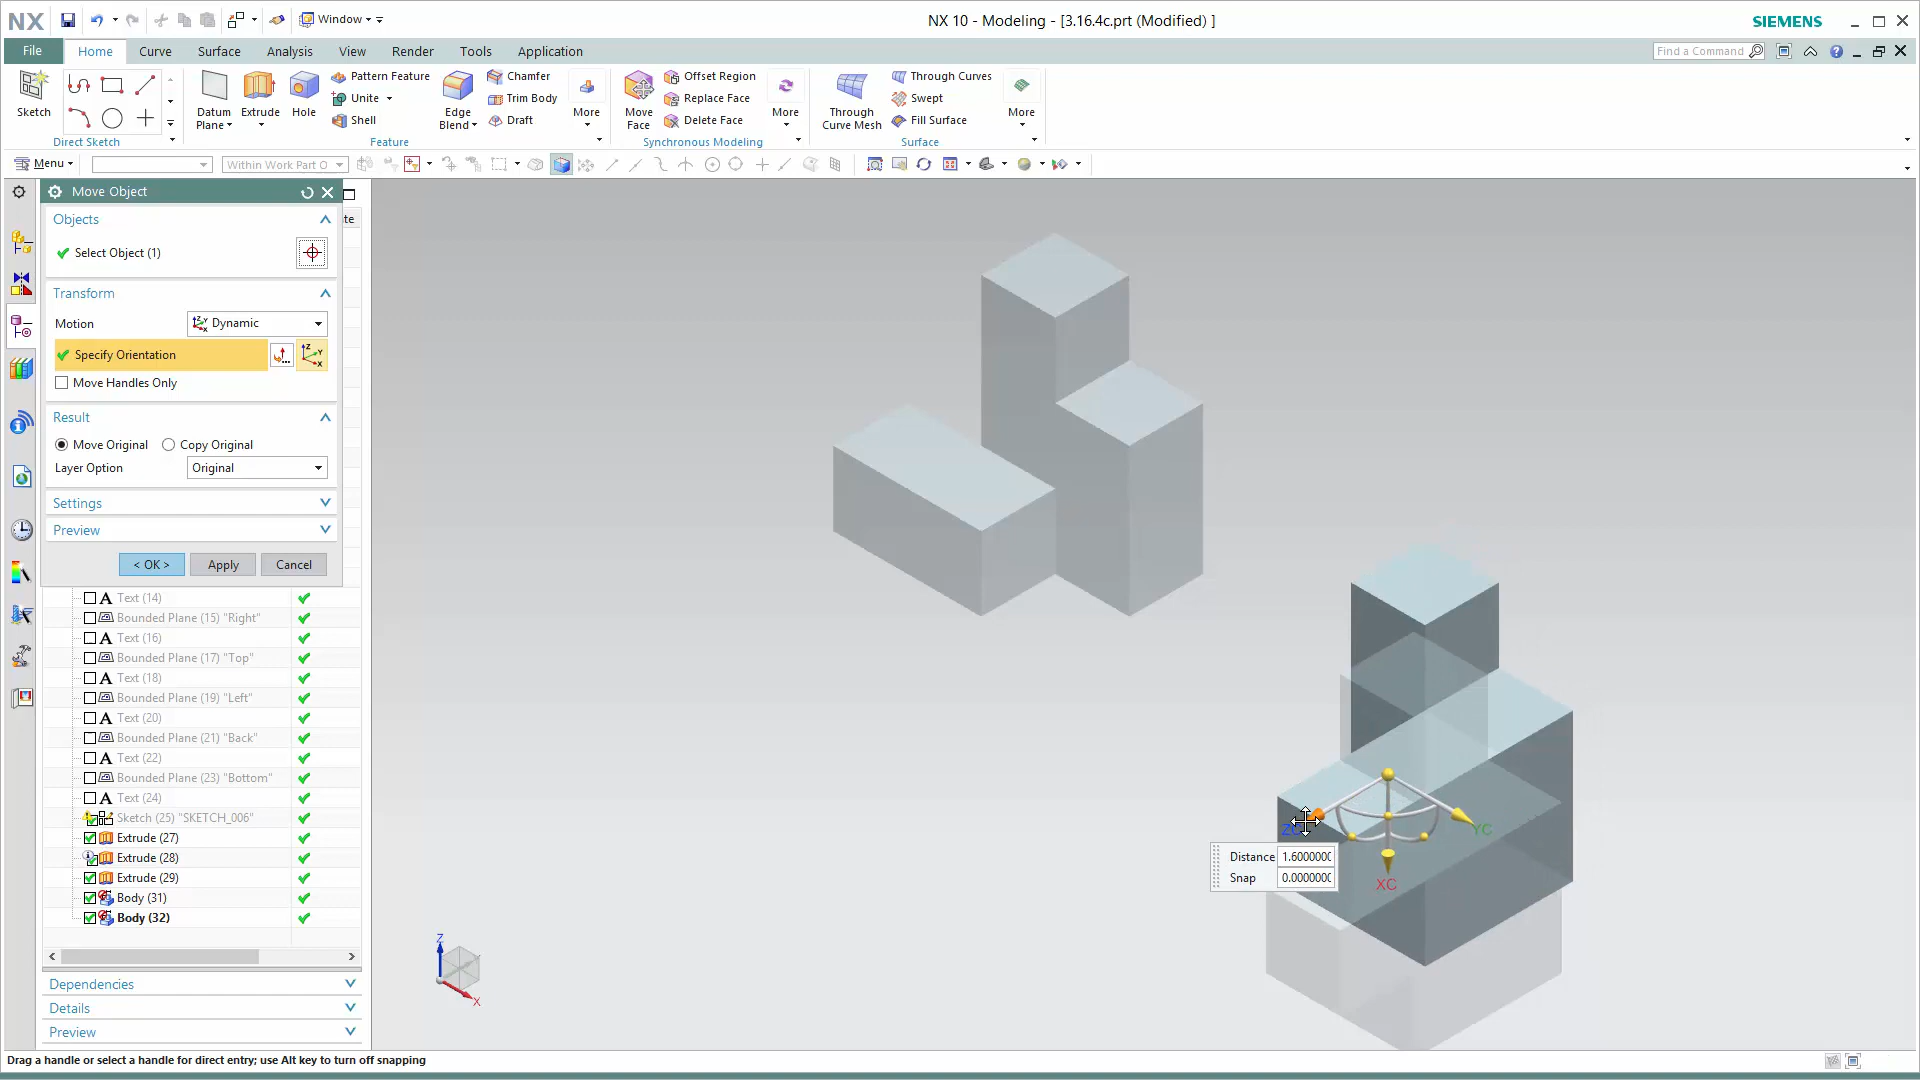 NX
Window
NX 10 - Modeling - [3.16.4c.prt (Modified) ]
SIEMENS
File
Home
Curve
Surface
Analysis
View
Render
Tools
Application
Find a Command
Sketch
Direct Sketch
Datum Plane
Extrude
Hole
Pattern Feature
Unite
Shell
Edge Blend
Chamfer
Trim Body
Draft
More
Feature
Move Face
Offset Region
Replace Face
Delete Face
More
Synchronous Modeling
Through Curve Mesh
Through Curves
Swept
Fill Surface
More
Surface
Menu
Within Work Part O
Move Object
te
Objects
Select Object (1)
Transform
Motion
Dynamic
Specify Orientation
Move Handles Only
Result
Move Original
Copy Original
Layer Option
Original
Settings
Preview
< OK >
Apply
Cancel
Text (14)
Bounded Plane (15) "Right"
Text (16)
Bounded Plane (17) "Top"
Text (18)
Bounded Plane (19) "Left"
Text (20)
Bounded Plane (21) "Back"
Text (22)
Bounded Plane (23) "Bottom"
Text (24)
Sketch (25) "SKETCH_006"
Extrude (27)
Extrude (28)
Extrude (29)
Body (31)
Body (32)
Dependencies
Details
Preview
Z
X
YC
XC
Distance 1.6000000
Snap 0.0000000
Drag a handle or select a handle for direct entry; use Alt key to turn off snapping